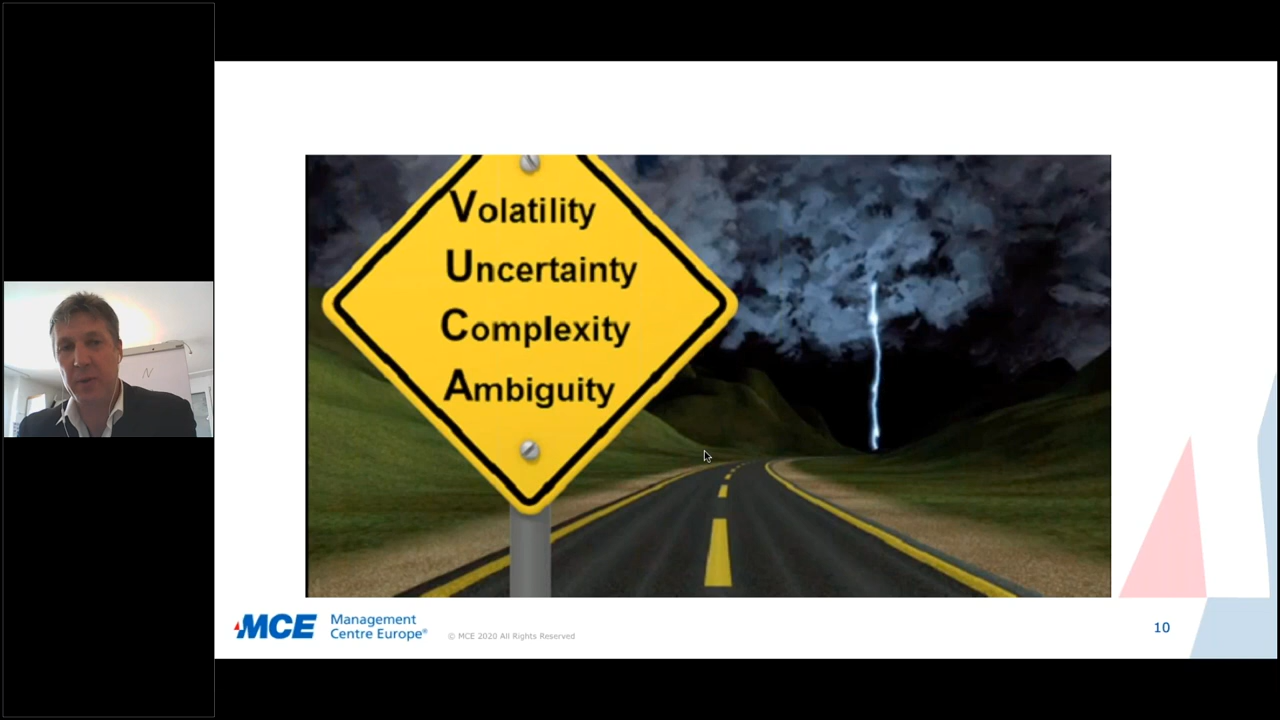 Volatility
Uncertainty
Complexity
Ambiguity
N
MCE Management
Centre Europe®
© MCE 2020 All Rights Reserved
10